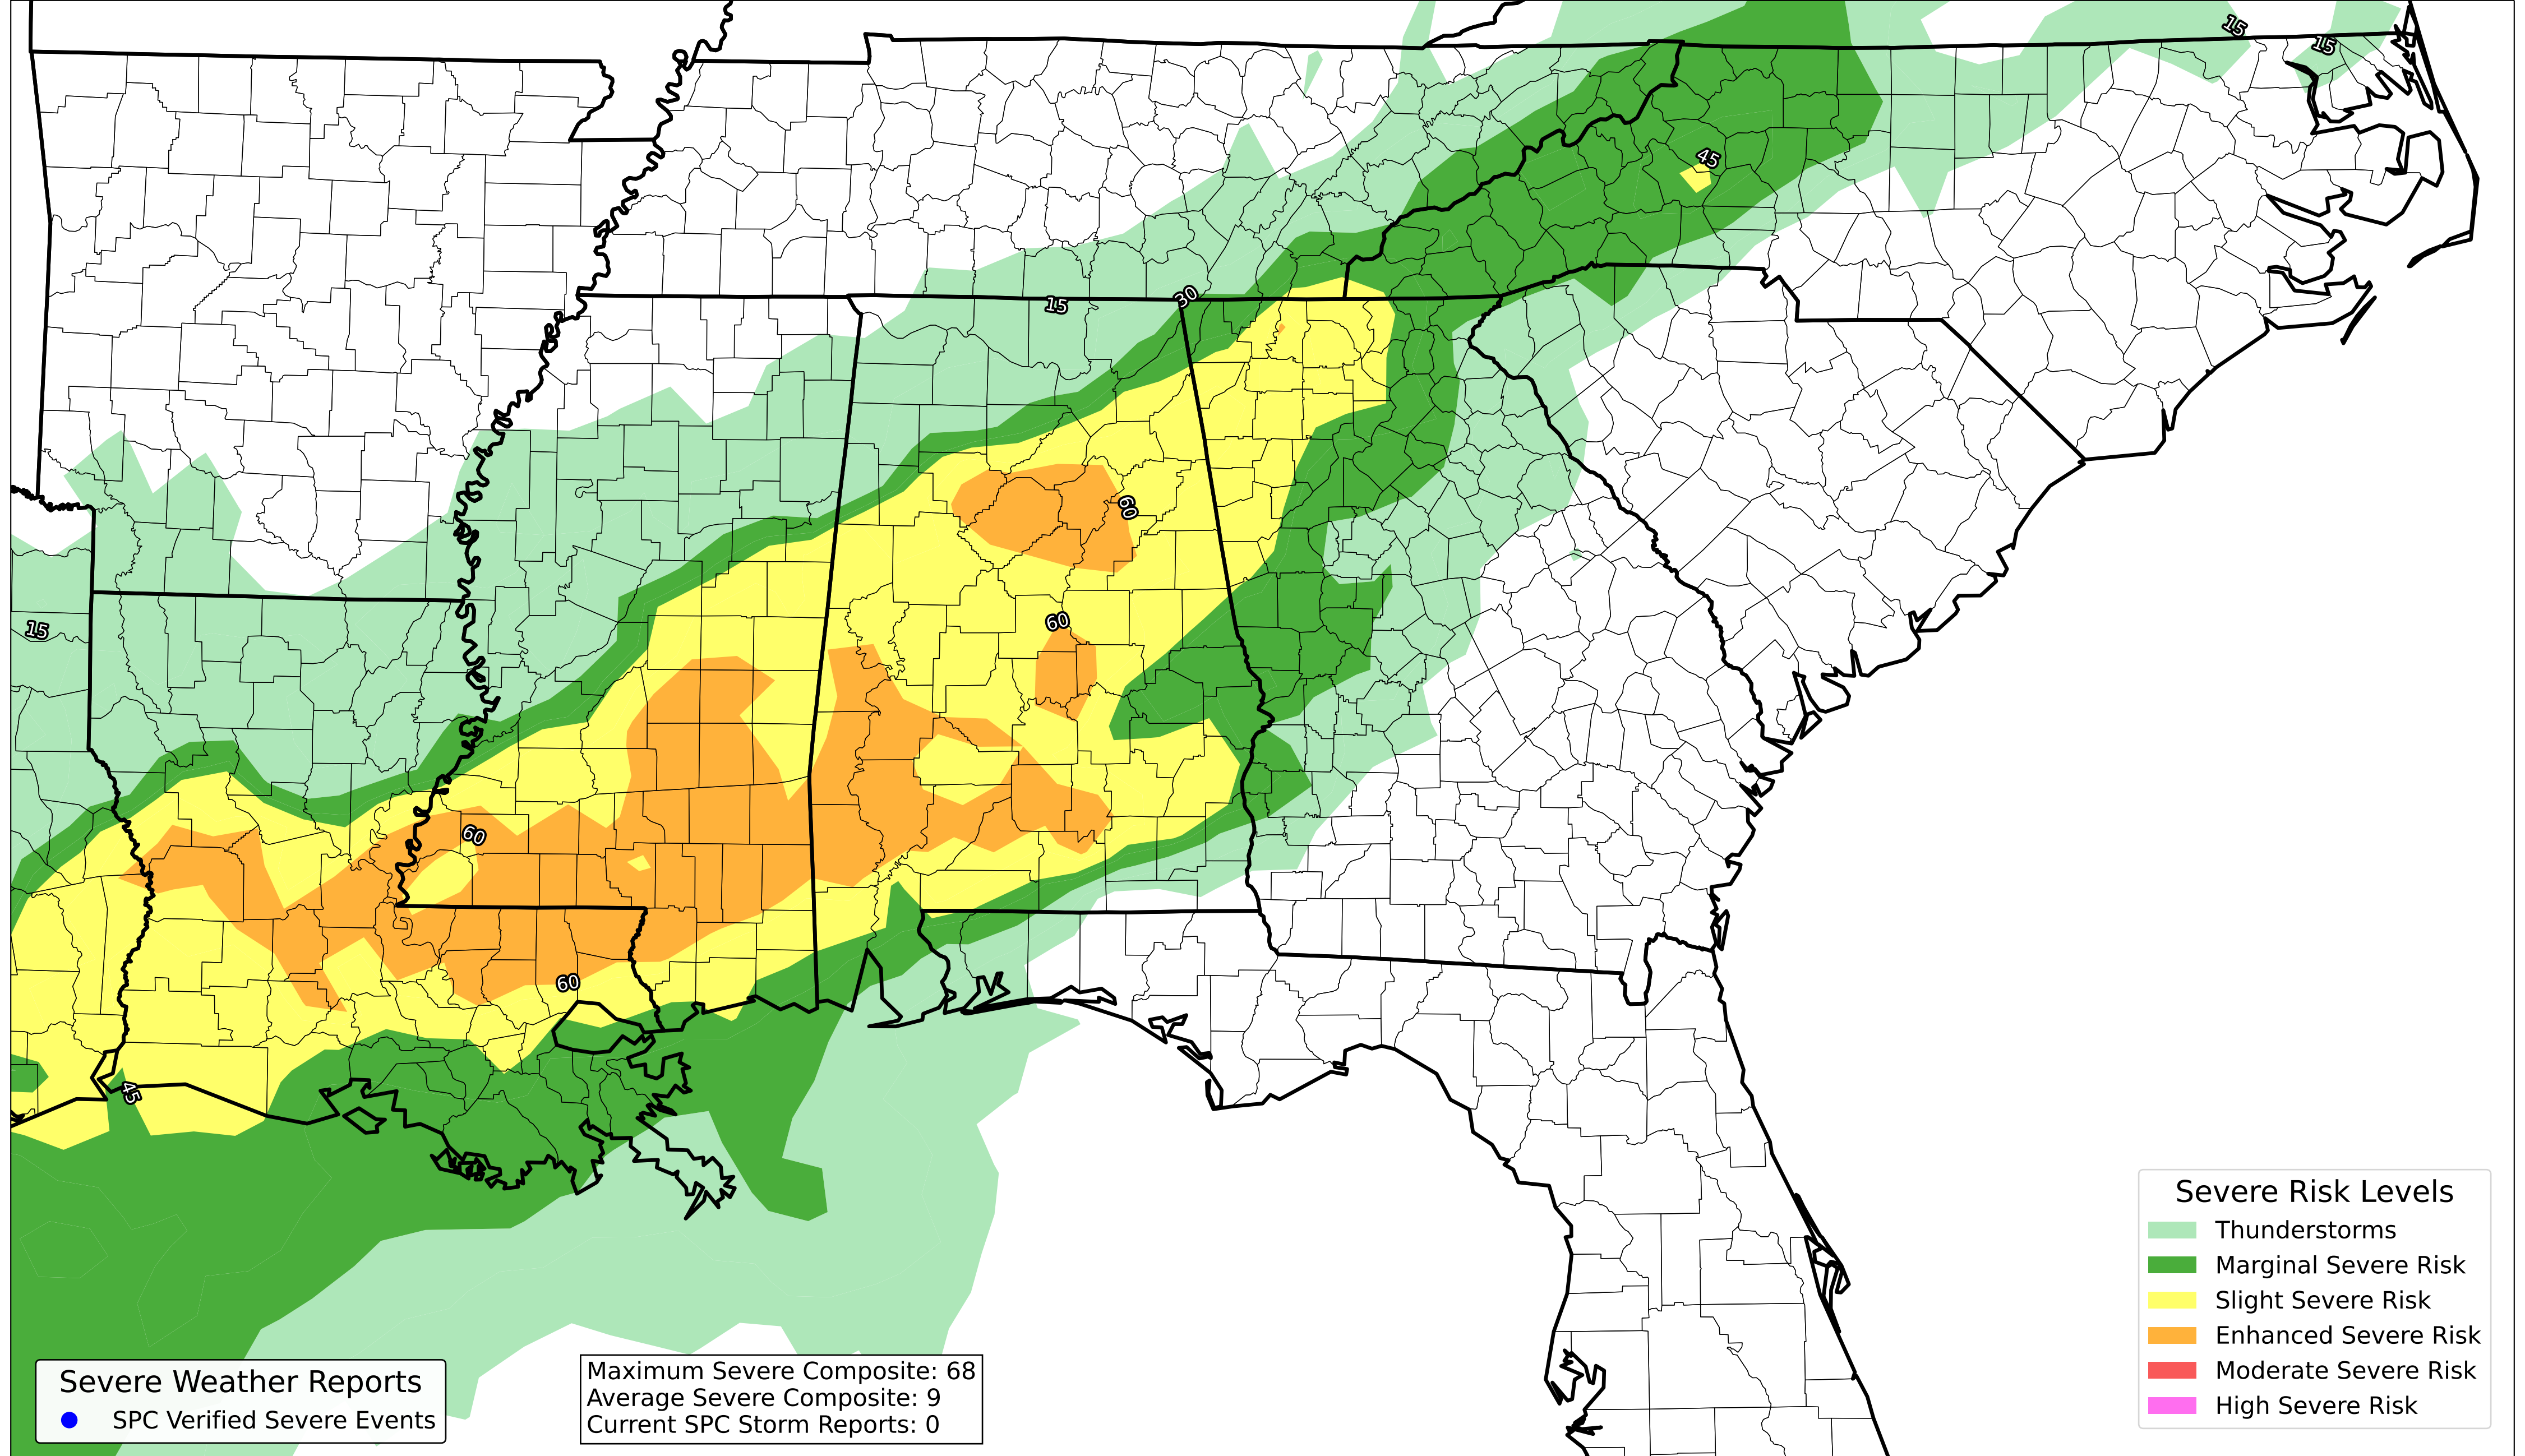 15
15
45
30
15
60
60
15
60
60
45
Severe Risk Levels
Thunderstorms
Marginal Severe Risk
Slight Severe Risk
Enhanced Severe Risk
Moderate Severe Risk
High Severe Risk
Severe Weather Reports
SPC Verified Severe Events
Maximum Severe Composite: 68
Average Severe Composite: 9
Current SPC Storm Reports: 0